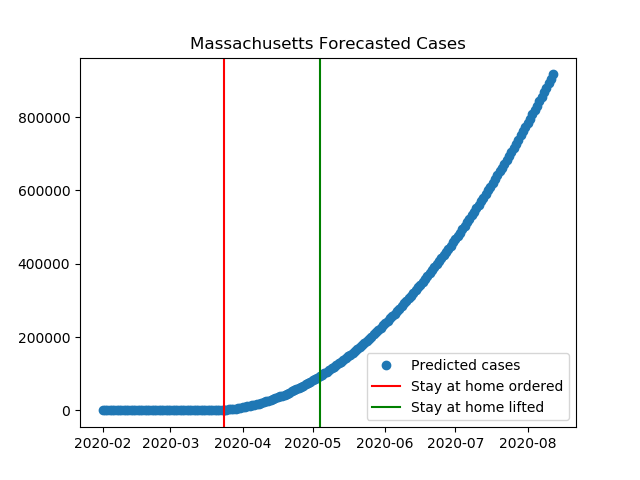 Massachusetts Forecasted Cases
800000
600000
400000
200000
0
Predicted cases
Stay at home ordered
Stay at home lifted
2020-02 2020-03 2020-04 2020-05 2020-06 2020-07 2020-08